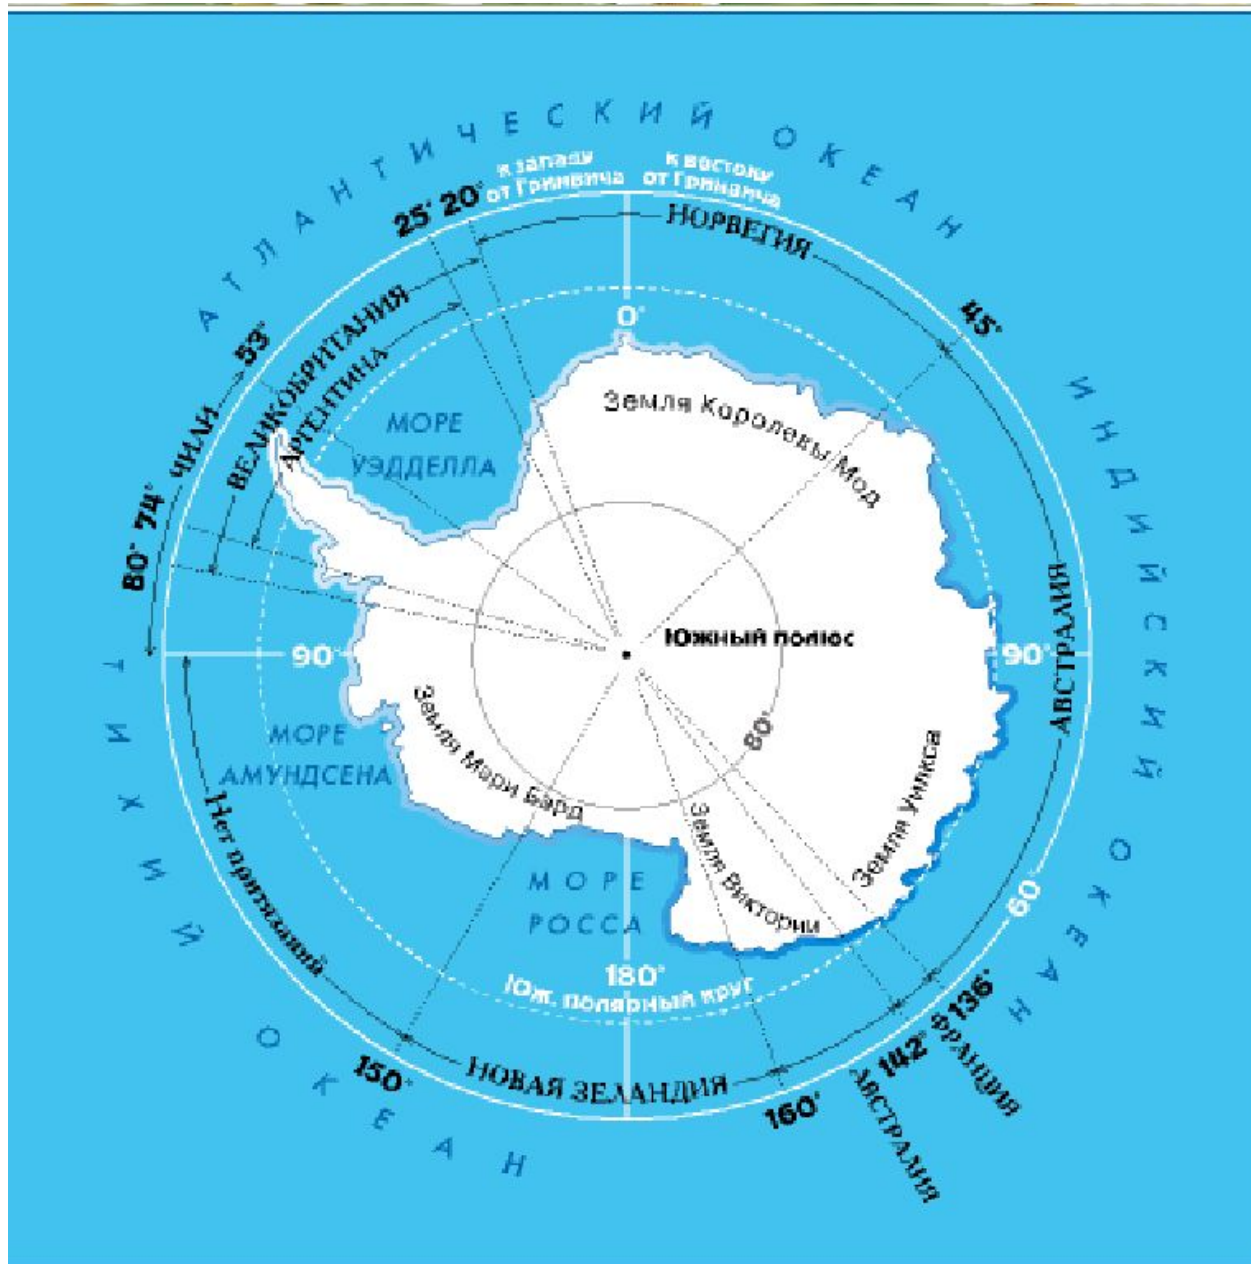 АТЛАНТИЧЕСКИЙ ОКЕАН
к западу
от Гринвича
к востоку
от Гринвича
25° 20°
НОРВЕГИЯ
0°
45°
53°
ВЕЛИКОБРИТАНИЯ
АРГЕНТИНА
ЧИЛИ
74°
80°
МОРЕ
УЭДДЕЛЛА
Земля Королевы Мод
ИНДИЙСКИЙ ОКЕАН
Южный полюс
90°
90°
АВСТРАЛИЯ
80°
Земля Мари Бэрд
МОРЕ
АМУНДСЕНА
ТИХИЙ ОКЕАН
Нет притязаний
Земля Виктории
Земля Уилкса
МОРЕ
РОССА
60°
180°
Юж. полярный круг
136°
ФРАНЦИЯ
142°
АВСТРАЛИЯ
НОВАЯ ЗЕЛАНДИЯ
150°
160°